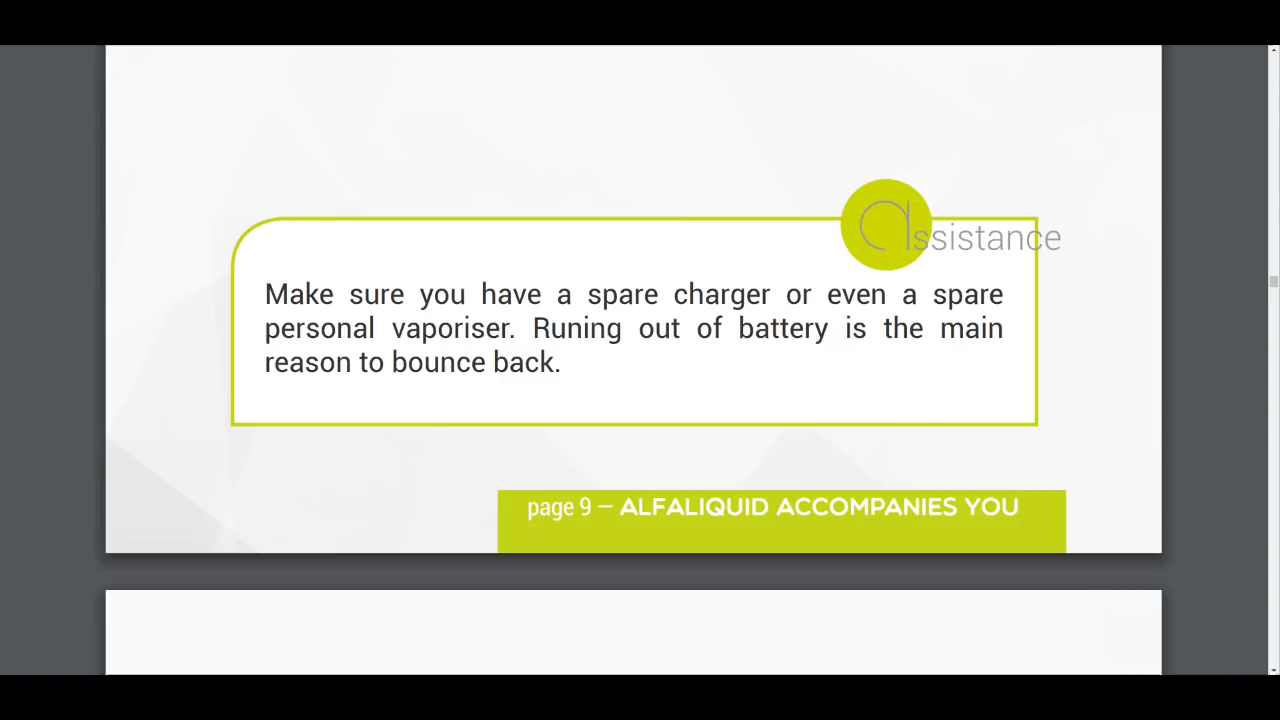 assistance
Make sure you have a spare charger or even a spare
personal vaporiser. Runing out of battery is the main
reason to bounce back.
page 9 – ALFALIQUID ACCOMPANIES YOU